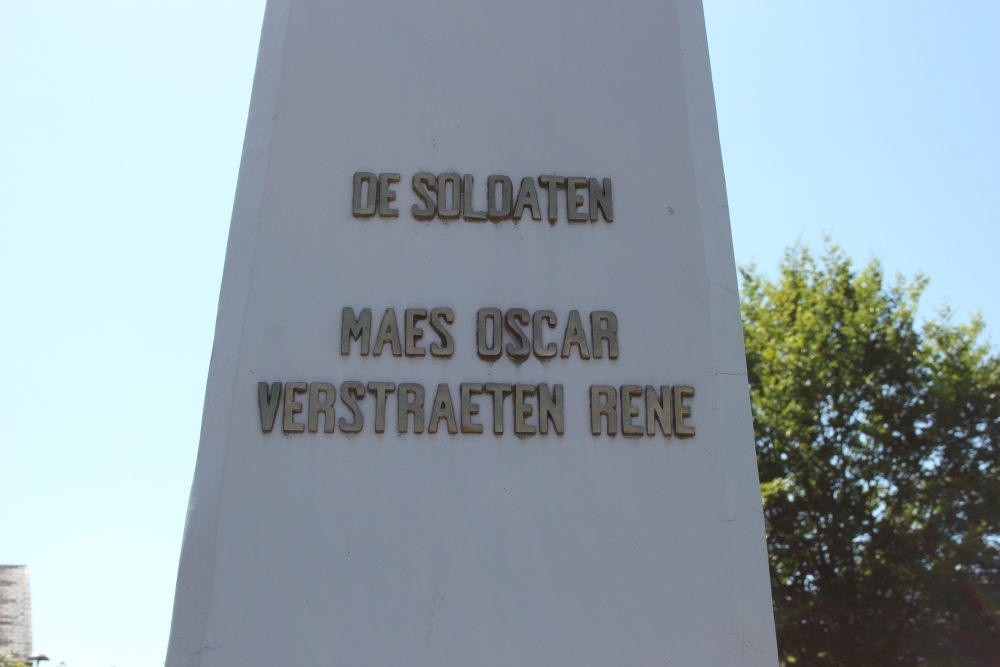 DE SOLDATEN
MAES OSCAR
VERSTRAETEN RENE